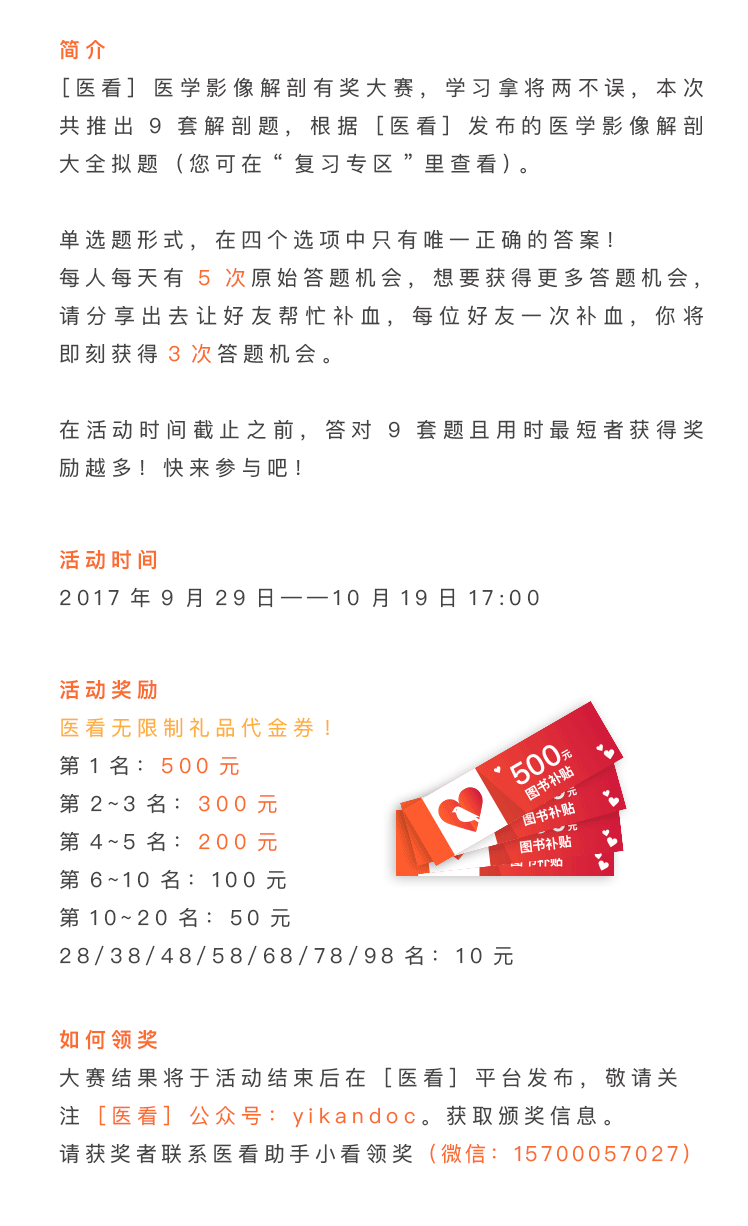 简介
［医看］医学影像解剖有奖大赛，学习拿将两不误，本次
共推出 9 套解剖题，根据［医看］发布的医学影像解剖
大全拟题（您可在“复习专区”里查看）。
单选题形式，在四个选项中只有唯一正确的答案！
每人每天有 5 次原始答题机会，想要获得更多答题机会，
请分享出去让好友帮忙补血，每位好友一次补血，你将
即刻获得 3 次答题机会。
在活动时间截止之前，答对 9 套题且用时最短者获得奖
励越多！快来参与吧！
活动时间
2017 年 9 月 29 日——10 月 19 日 17:00
活动奖励
医看无限制礼品代金券！
第 1 名：500 元
第 2~3 名：300 元
第 4~5 名：200 元
第 6~10 名：100 元
第 10~20 名：50 元
28/38/48/58/68/78/98 名：10 元
500元
图书补贴
元
图书补贴
元
图书补贴
图书补贴
如何领奖
大赛结果将于活动结束后在［医看］平台发布，敬请关
注［医看］公众号：yikandoc。获取颁奖信息。
请获奖者联系医看助手小看领奖（微信：15700057027）